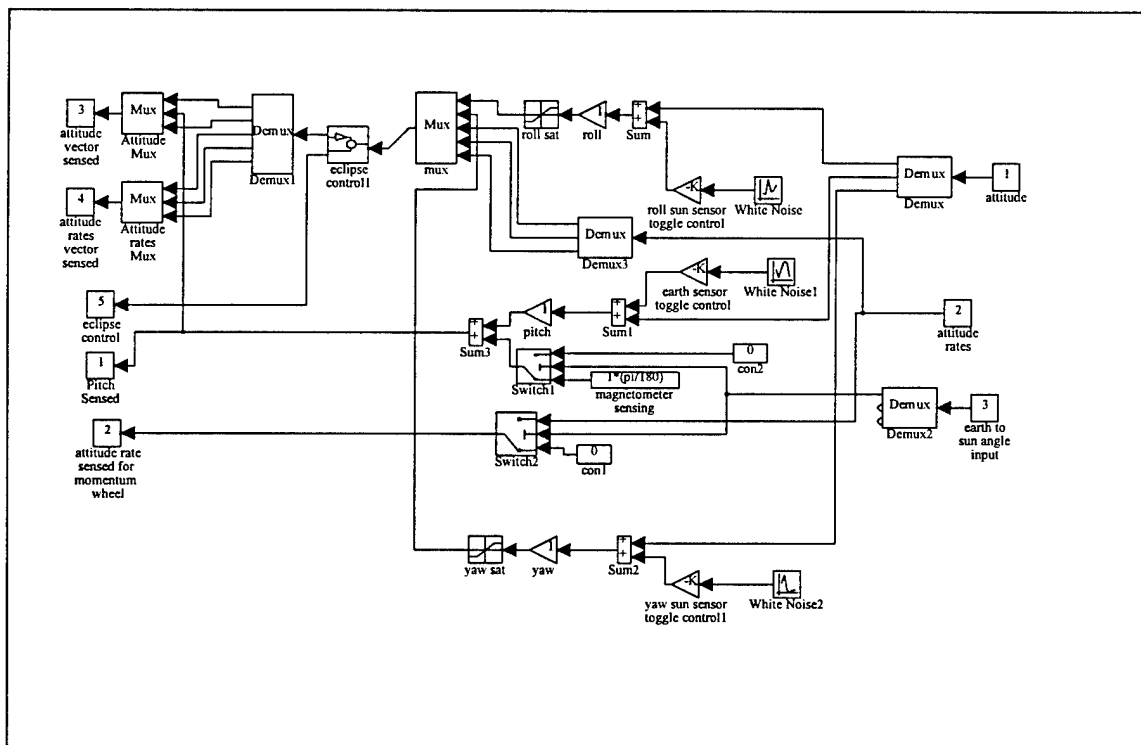 3
attitude
vector
sensed
Mux
Attitude
Mux
Demux
Demux1
eclipse
control1
Mux
mux
roll sat
1
roll
+
+
Sum
-K
roll sun sensor
toggle control
White Noise
Demux
Demux
1
attitude
4
attitude
rates
vector
sensed
Mux
Attitude
rates
Mux
Demux
Demux3
5
eclipse
control
1
Pitch
Sensed
-K
earth sensor
toggle control
White Noise1
+
+
Sum3
1
pitch
+
+
Sum1
2
attitude
rates
Switch1
0
con2
1*(pi/180)
magnetometer
sensing
Demux
Demux2
3
earth to
sun angle
input
2
attitude rate
sensed for
momentum
wheel
Switch2
0
con1
yaw sat
1
yaw
+
+
Sum2
-K
yaw sun sensor
toggle control1
White Noise2